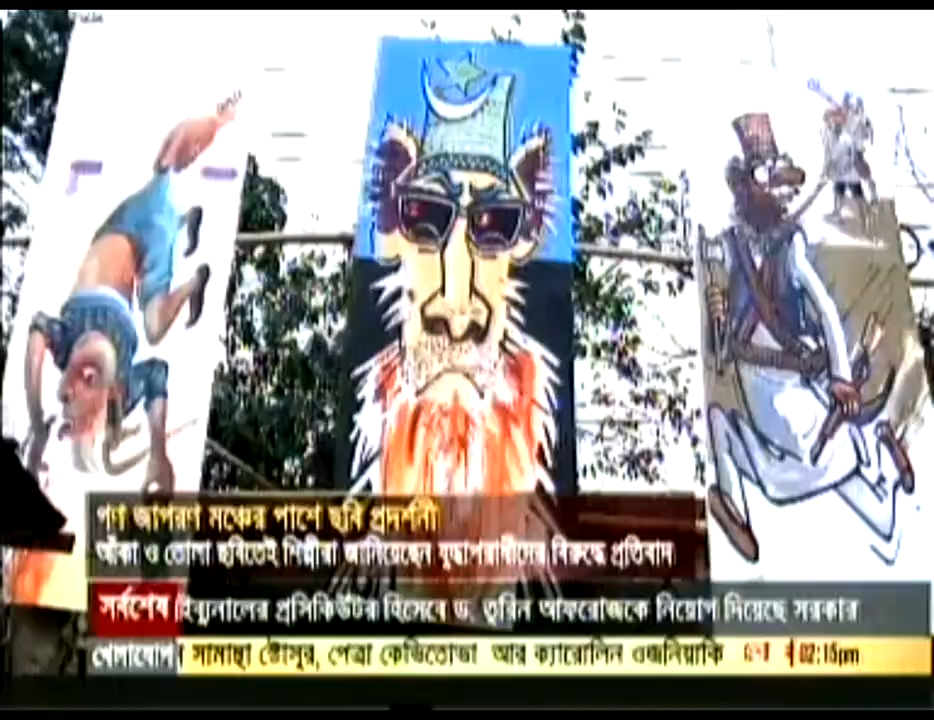 গণ জাগরণ মঞ্চের পাশে ছবি প্রদর্শনী
আঁকা ও তোলা ছবিতেই শিল্পীরা জানিয়েছেন যুদ্ধাপরাধীদের বিরুদ্ধে প্রতিবাদ
সর্বশেষ ইব্যুনালের প্রসিকিউটর হিসেবে ড. তুরিন আফরোজকে নিয়োগ দিয়েছে সরকার
সামান্থা স্টোসুর, পেত্রা কেভিতোভা আর ক্যারোলিন ওজনিয়াকি 02:15pm